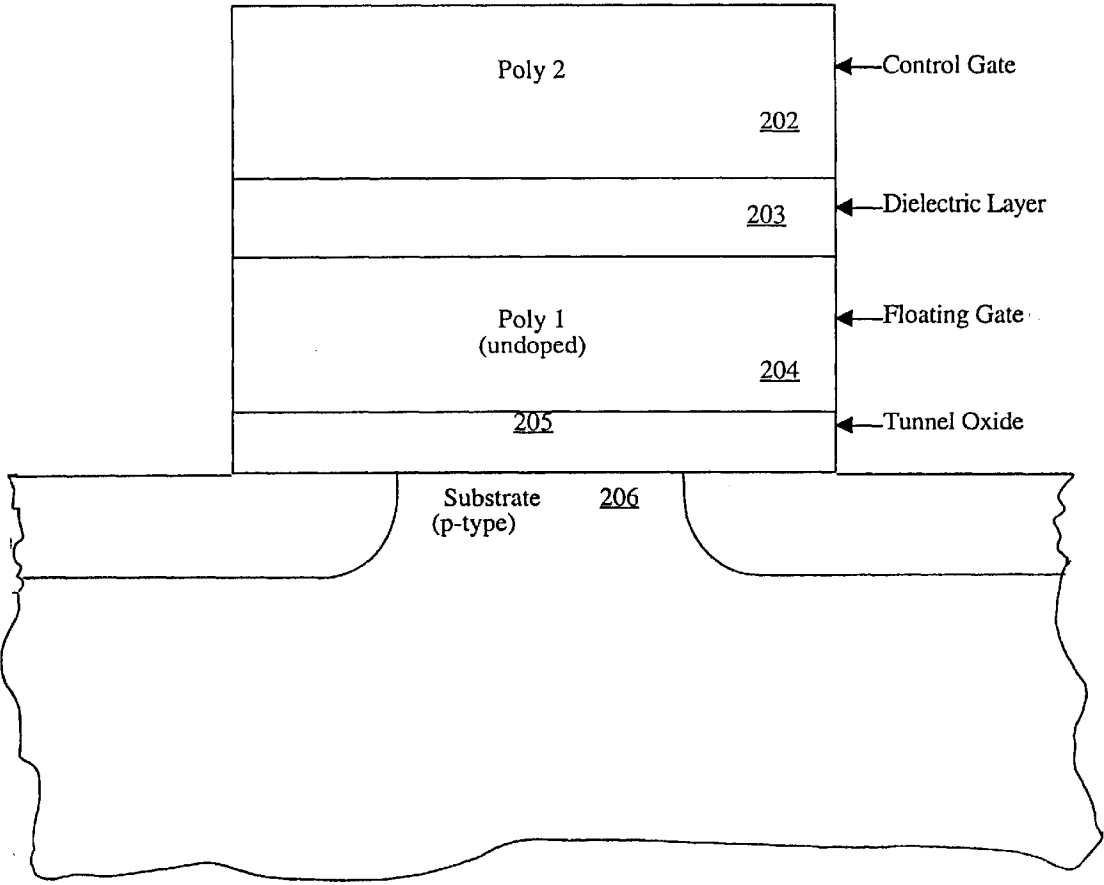 Poly 2
Control Gate
202
203
Dielectric Layer
Poly 1
(undoped)
Floating Gate
204
205
Tunnel Oxide
Substrate
(p-type)
206